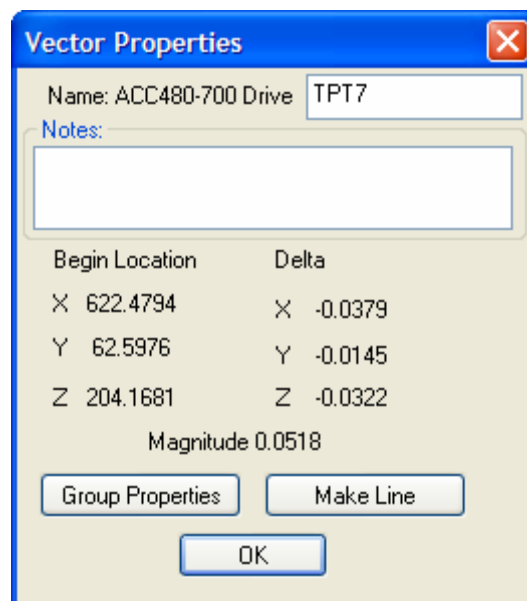 Vector Properties
Name: ACC480-700 Drive TPT7
Notes:
Begin Location Delta
X 622.4794 X -0.0379
Y 62.5976 Y -0.0145
Z 204.1681 Z -0.0322
Magnitude 0.0518
Group Properties Make Line
OK